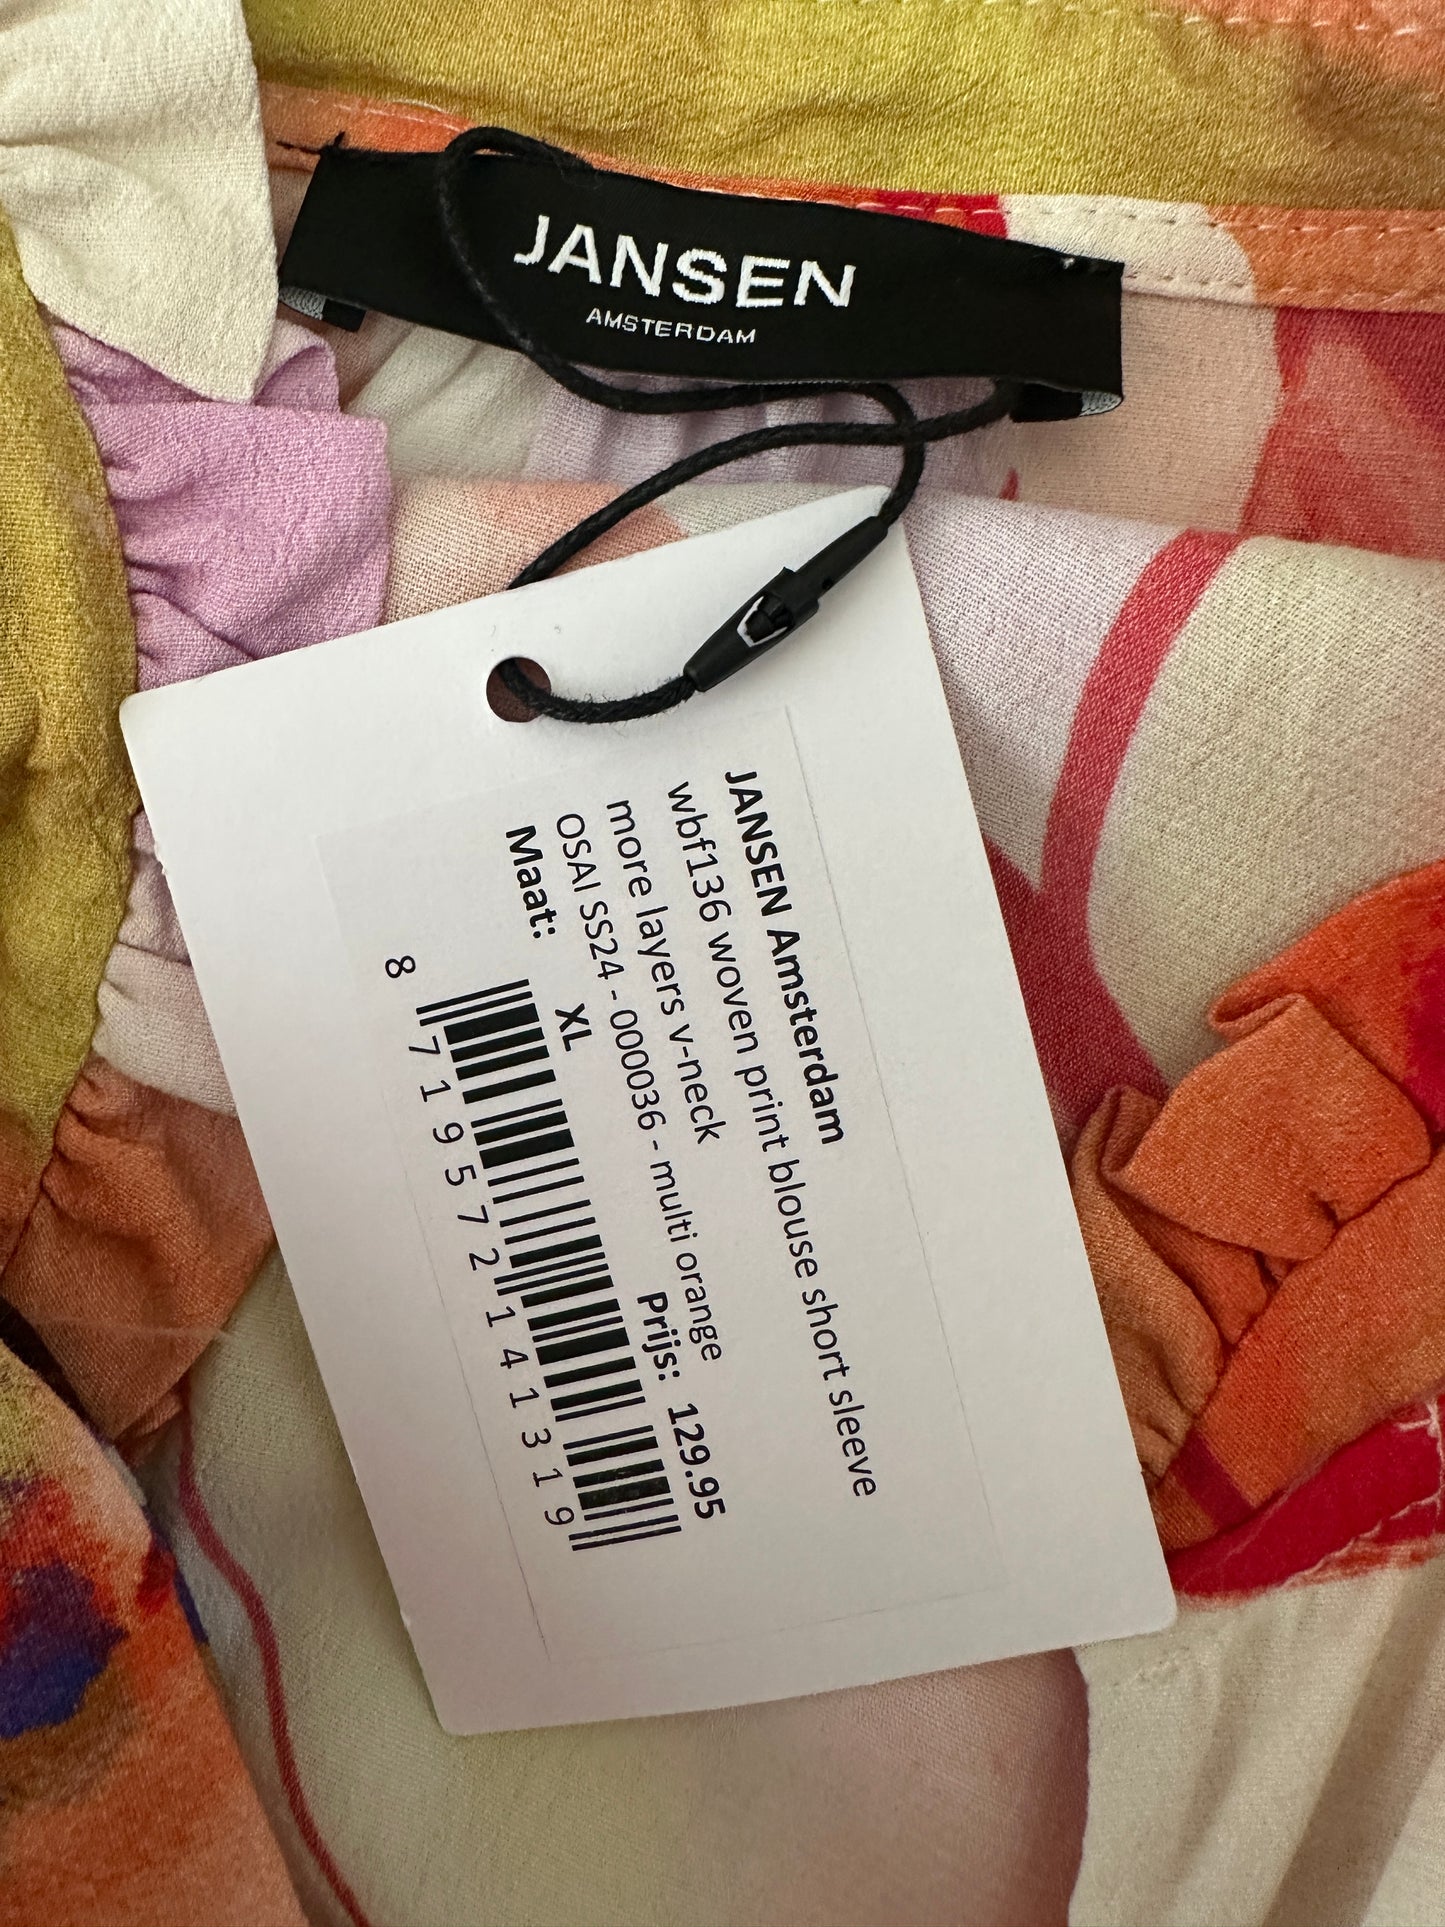 JANSEN
AMSTERDAM
JANSEN Amsterdam
wbf136 woven print blouse short sleeve
more layers v-neck
OSAI SS24 - 000036 - multi orange
Maat: XL Prijs: 129.95
8 719572 141319